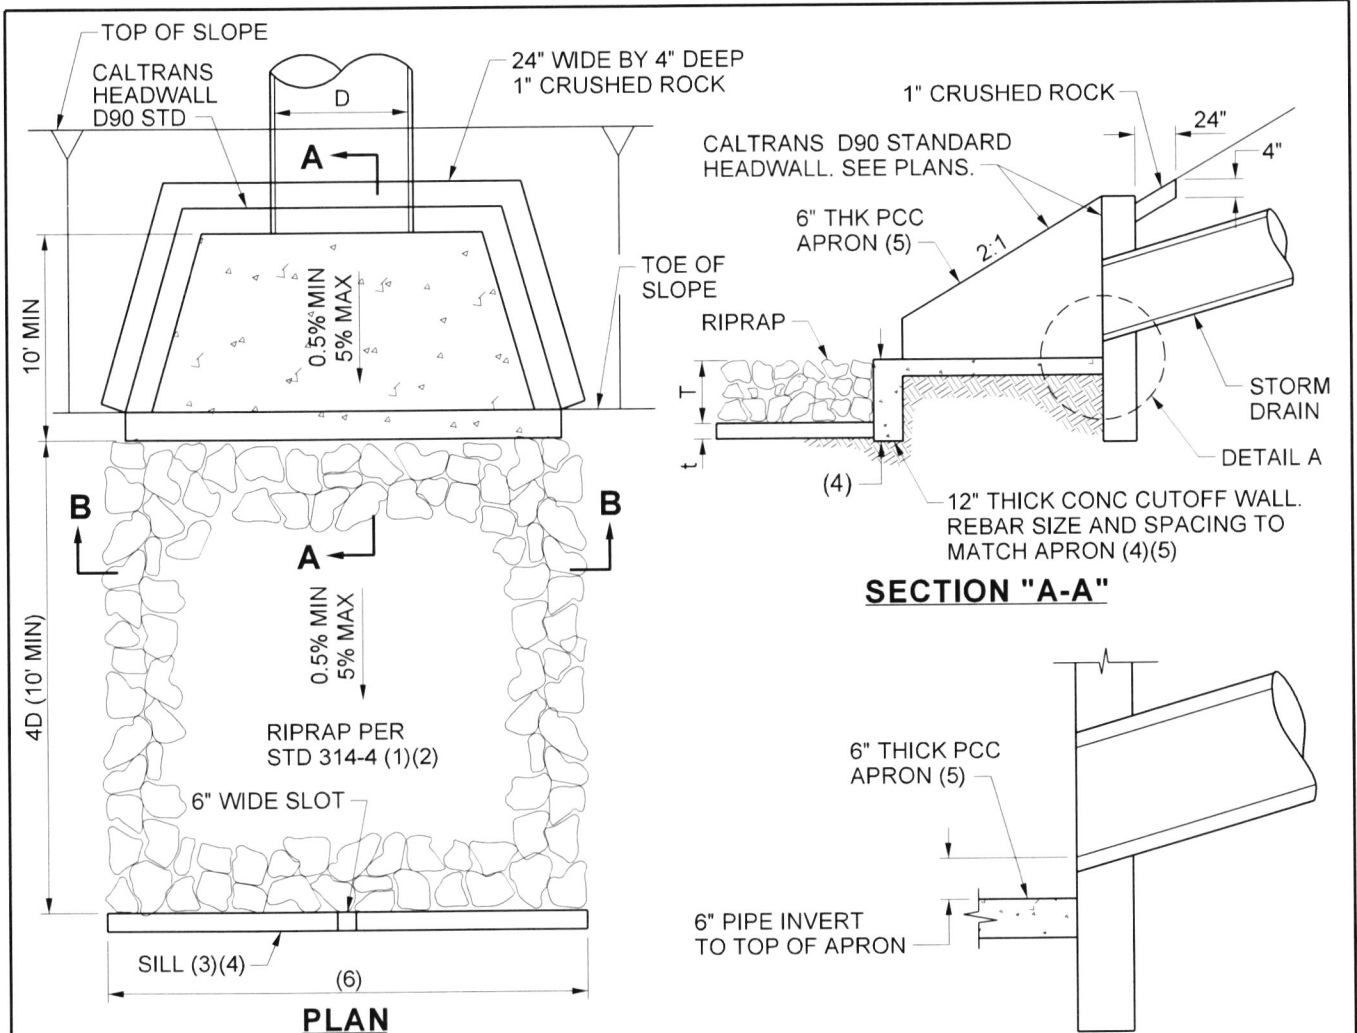 TOP OF SLOPE
CALTRANS
HEADWALL
D90 STD
D
24" WIDE BY 4" DEEP
1" CRUSHED ROCK
A
0.5% MIN
5% MAX
10' MIN
TOE OF
SLOPE
B
B
A
0.5% MIN
5% MAX
4D (10' MIN)
RIPRAP PER
STD 314-4 (1)(2)
6" WIDE SLOT
SILL (3)(4)
(6)
PLAN
1" CRUSHED ROCK
24"
4"
CALTRANS D90 STANDARD
HEADWALL. SEE PLANS.
6" THK PCC
APRON (5)
2:1
RIPRAP
T
t
STORM
DRAIN
DETAIL A
(4)
12" THICK CONC CUTOFF WALL.
REBAR SIZE AND SPACING TO
MATCH APRON (4)(5)
SECTION "A-A"
6" THICK PCC
APRON (5)
6" PIPE INVERT
TO TOP OF APRON